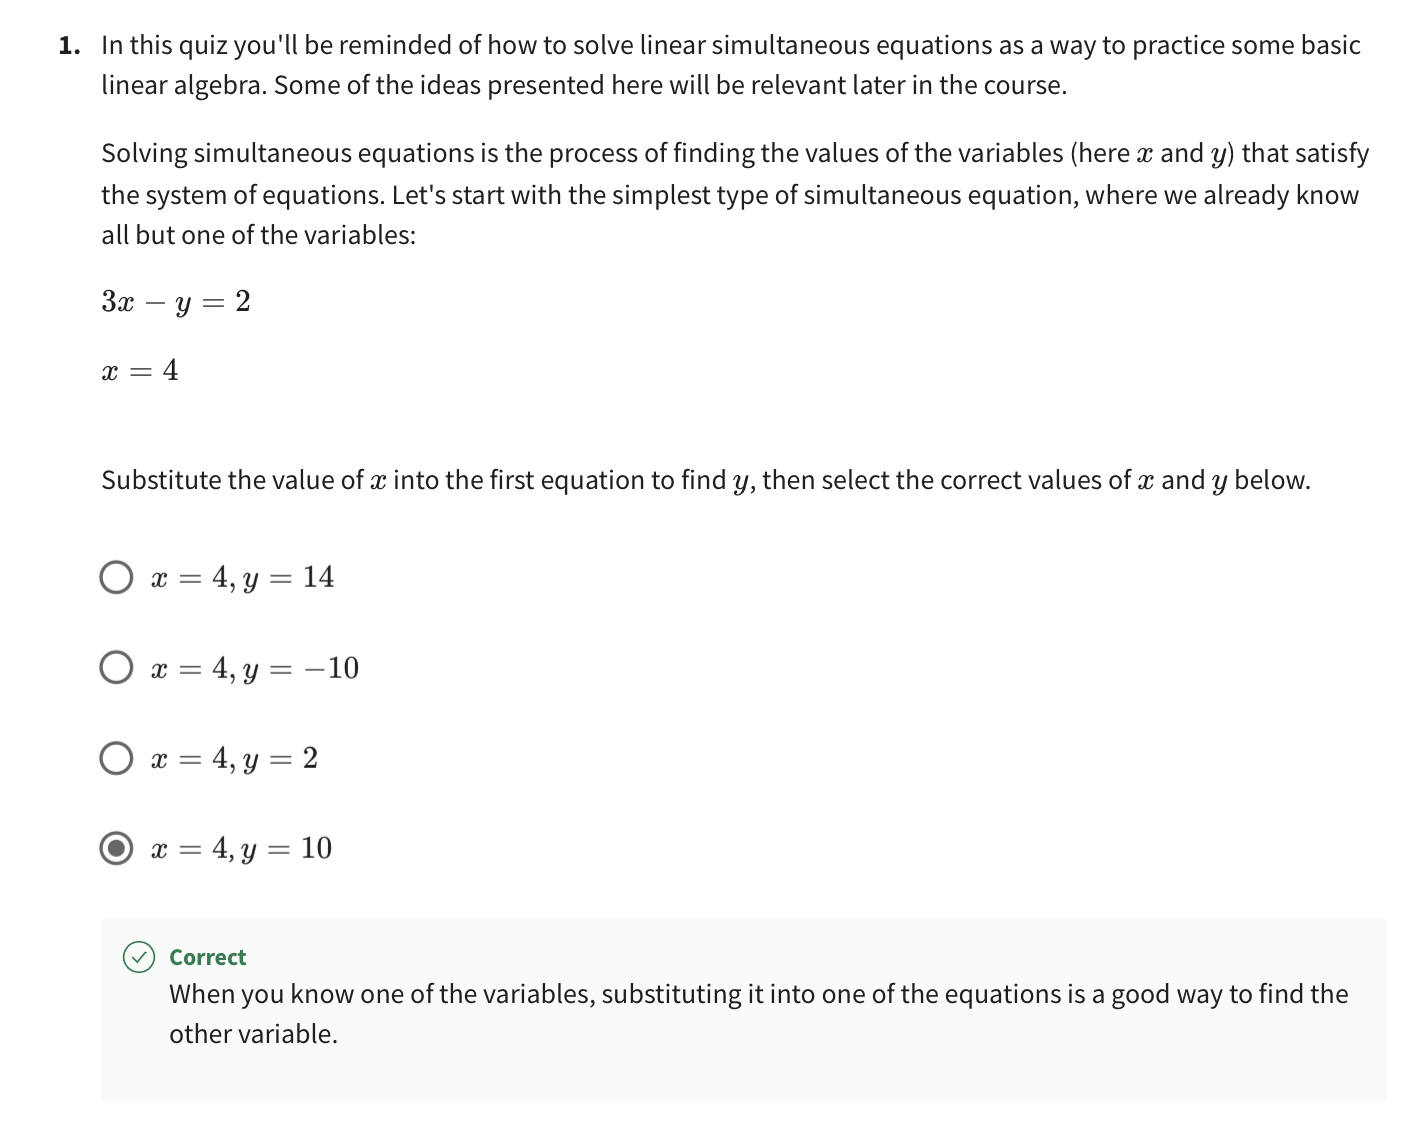 1. In this quiz you'll be reminded of how to solve linear simultaneous equations as a way to practice some basic
linear algebra. Some of the ideas presented here will be relevant later in the course.
Solving simultaneous equations is the process of finding the values of the variables (here x and y) that satisfy
the system of equations. Let's start with the simplest type of simultaneous equation, where we already know
all but one of the variables:
3x − y = 2
x = 4
Substitute the value of x into the first equation to find y, then select the correct values of x and y below.
x = 4, y = 14
x = 4, y = −10
x = 4, y = 2
x = 4, y = 10
Correct
When you know one of the variables, substituting it into one of the equations is a good way to find the
other variable.